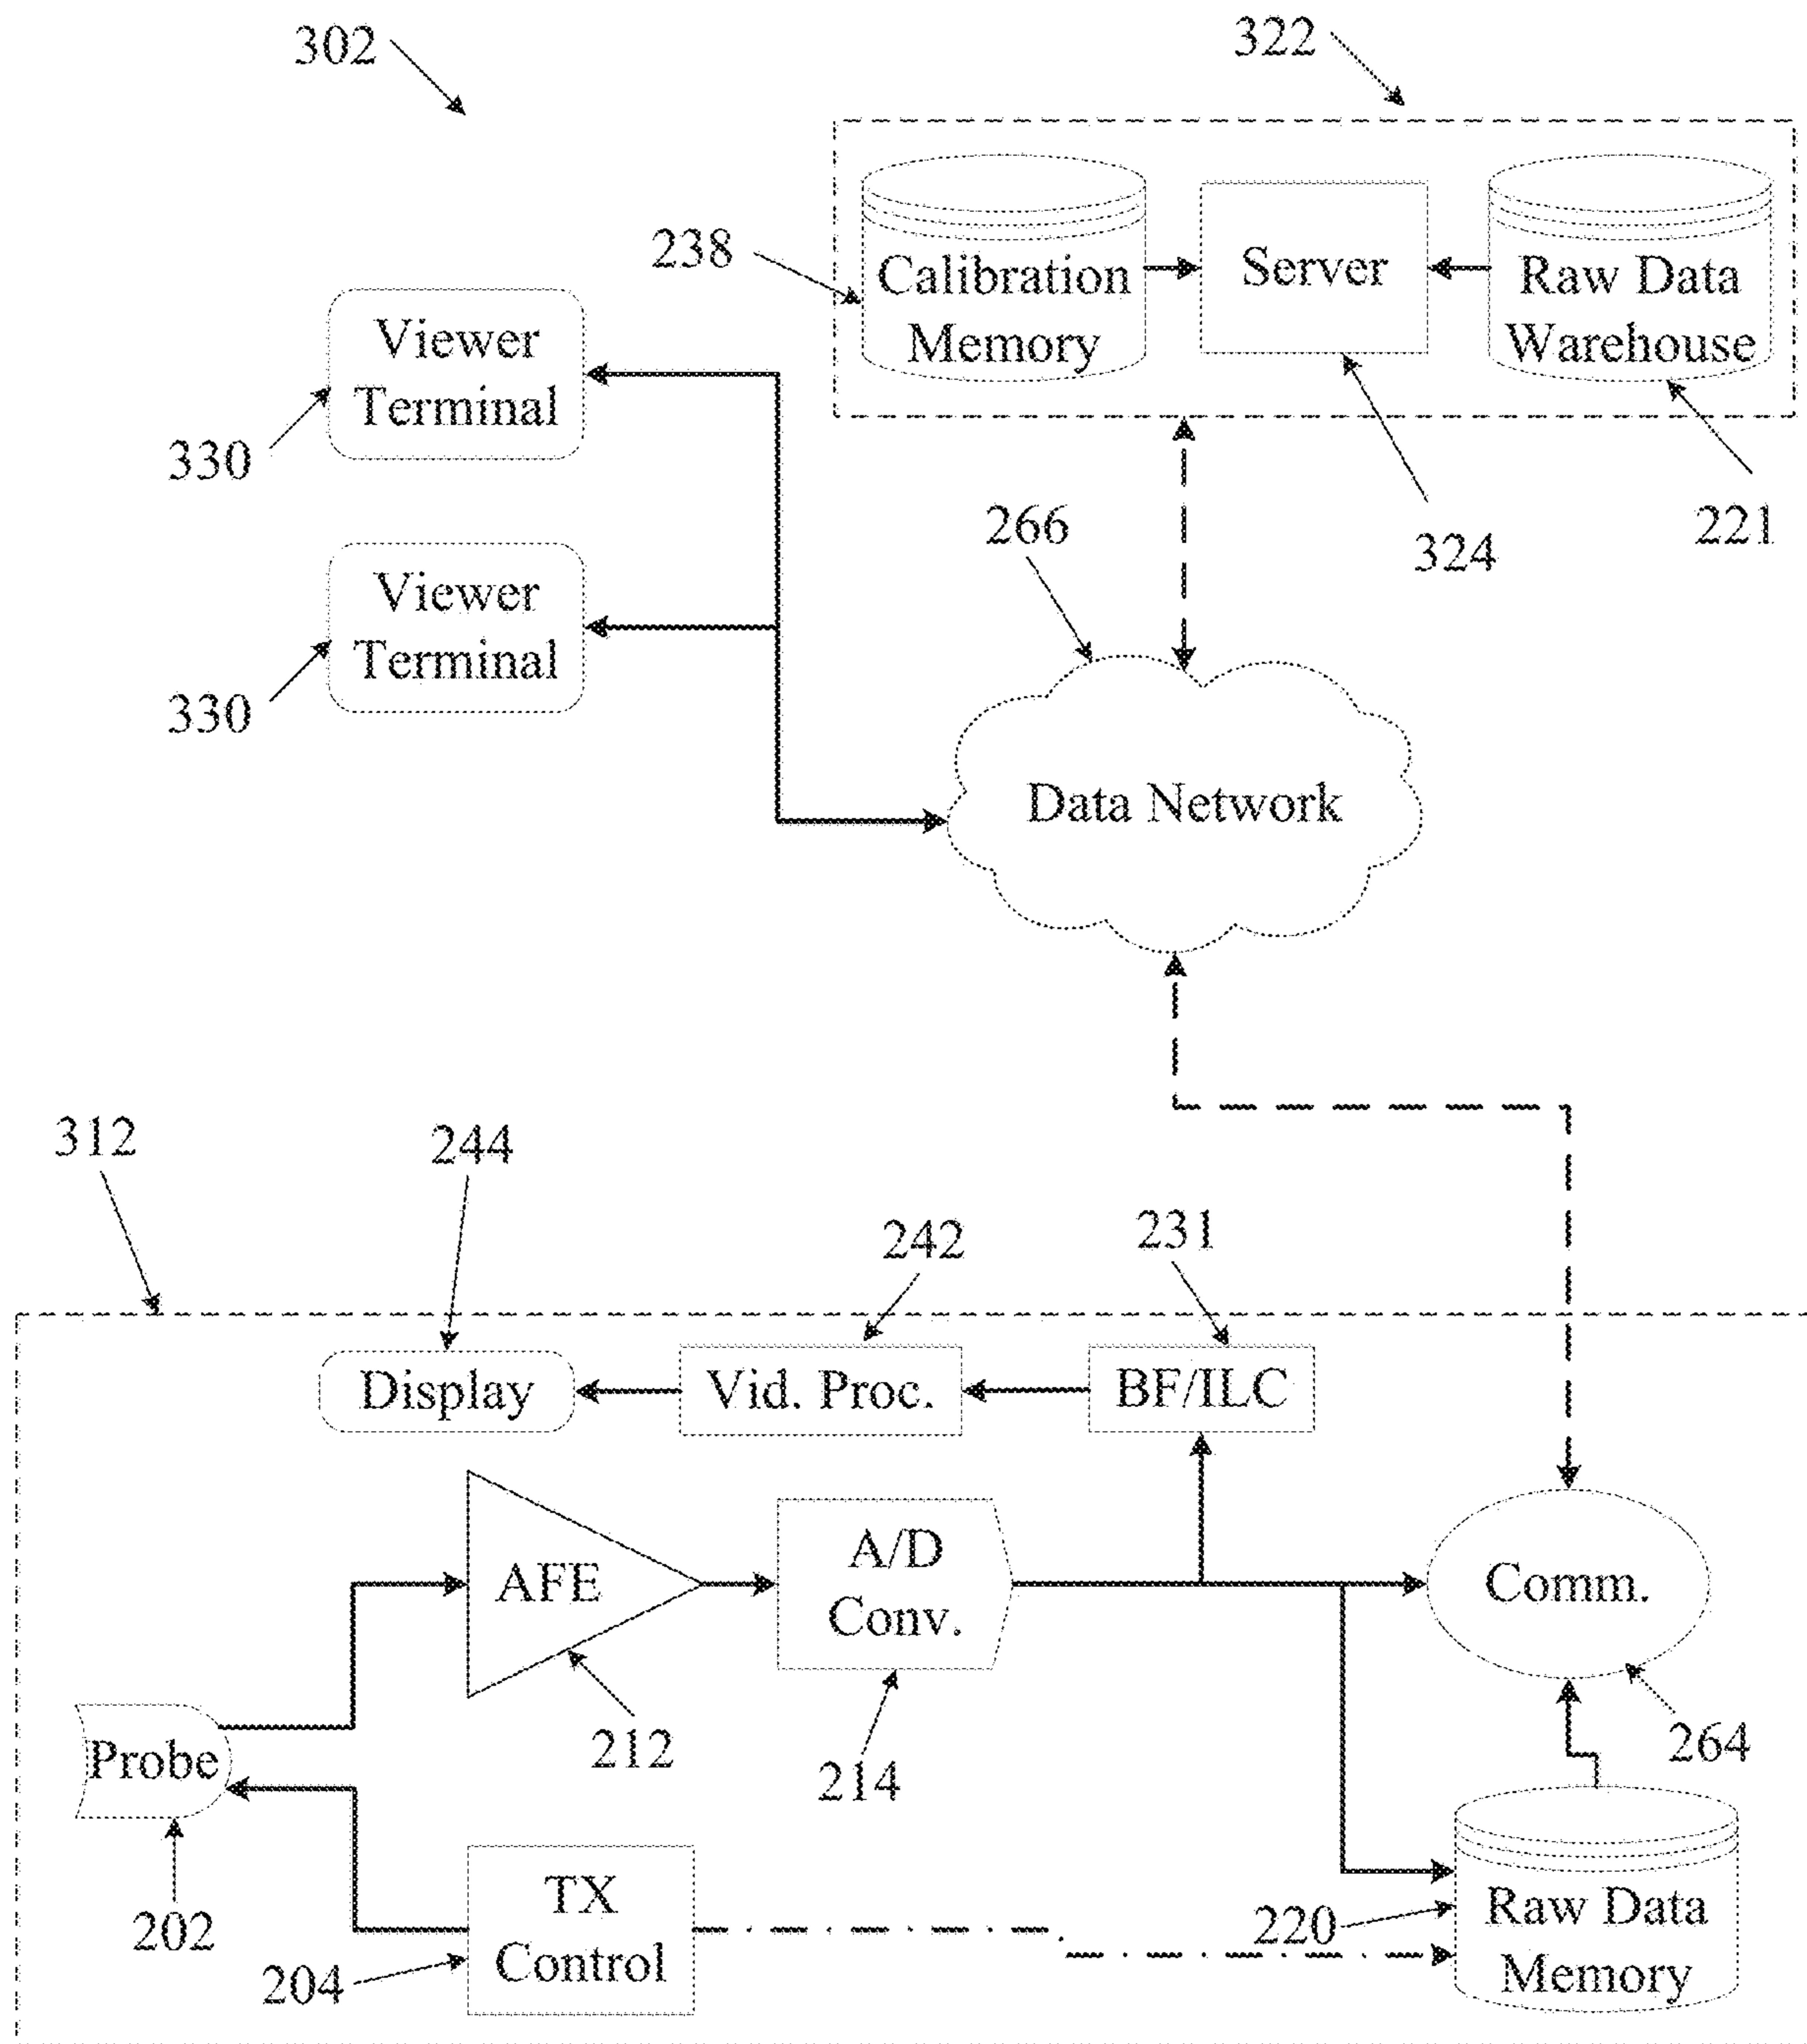 302
322
238
Calibration
Memory
Server
Raw Data
Warehouse
Viewer
Terminal
330
266
324
221
Viewer
Terminal
330
Data Network
312
244
242
231
Display
Vid. Proc.
BF/ILC
AFE
A/D
Conv.
Comm.
212
214
264
Probe
202
TX
Control
204
220
Raw Data
Memory